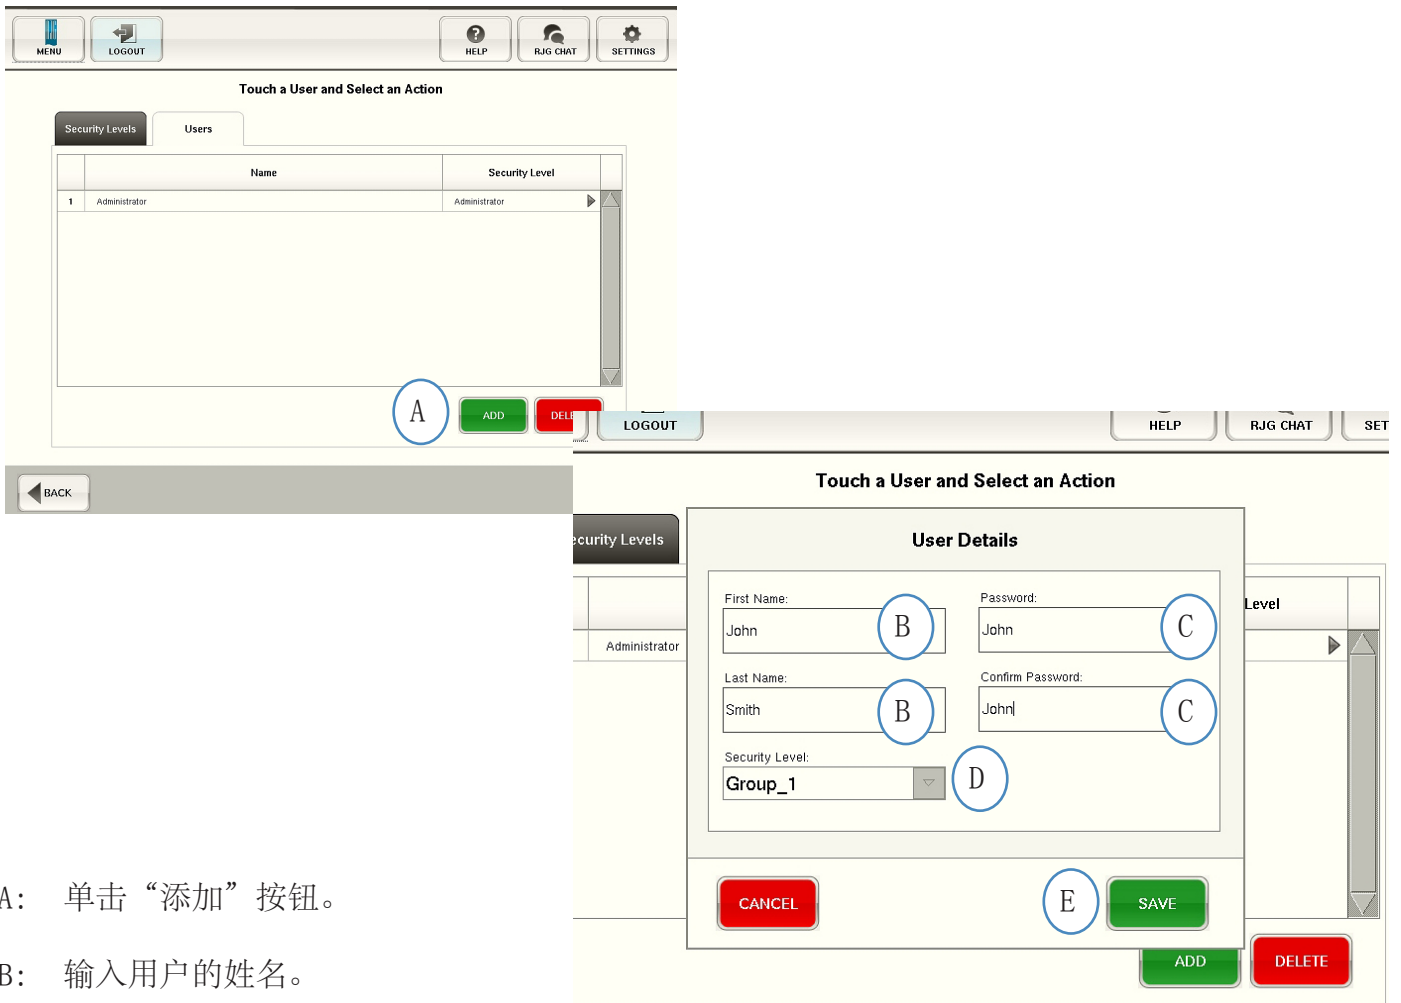 MENU
LOGOUT
HELP
RJG CHAT
SETTINGS
Touch a User and Select an Action
Security Levels
Users
Name
Security Level
1
Administrator
Administrator
A
ADD
BACK
LOGOUT
HELP
RJG CHAT
Touch a User and Select an Action
Levels
Level
Administrator
User Details
First Name:
John
B
Password:
John
C
Last Name:
Smith
B
Confirm Password:
John
C
Security Level:
Group_1
D
CANCEL
E
SAVE
ADD
DELETE
A: 单击“添加”按钮。
B: 输入用户的姓名。